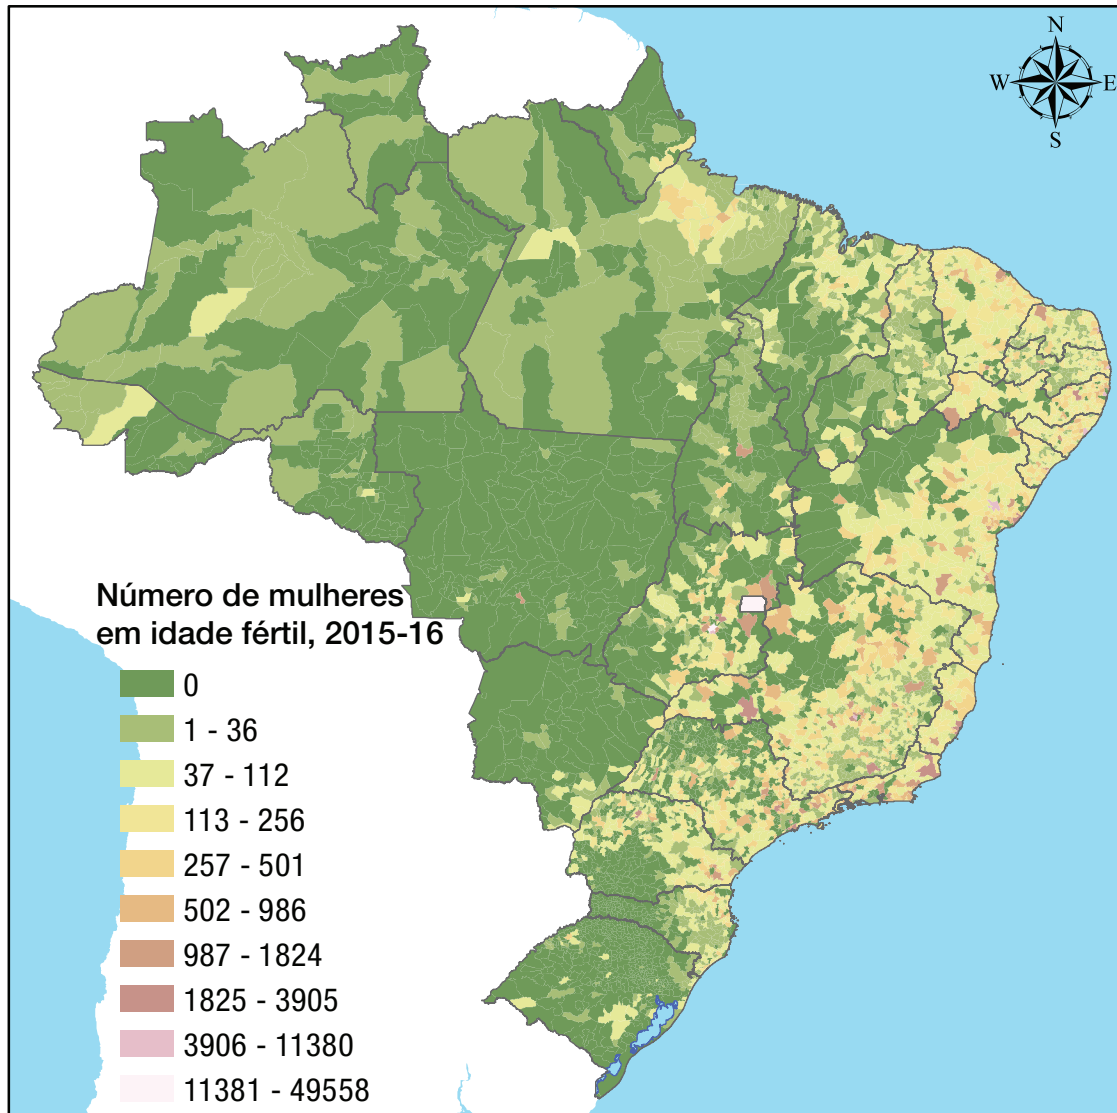 N
W E
S
Número de mulheres
em idade fértil, 2015-16
0
1 - 36
37 - 112
113 - 256
257 - 501
502 - 986
987 - 1824
1825 - 3905
3906 - 11380
11381 - 49558